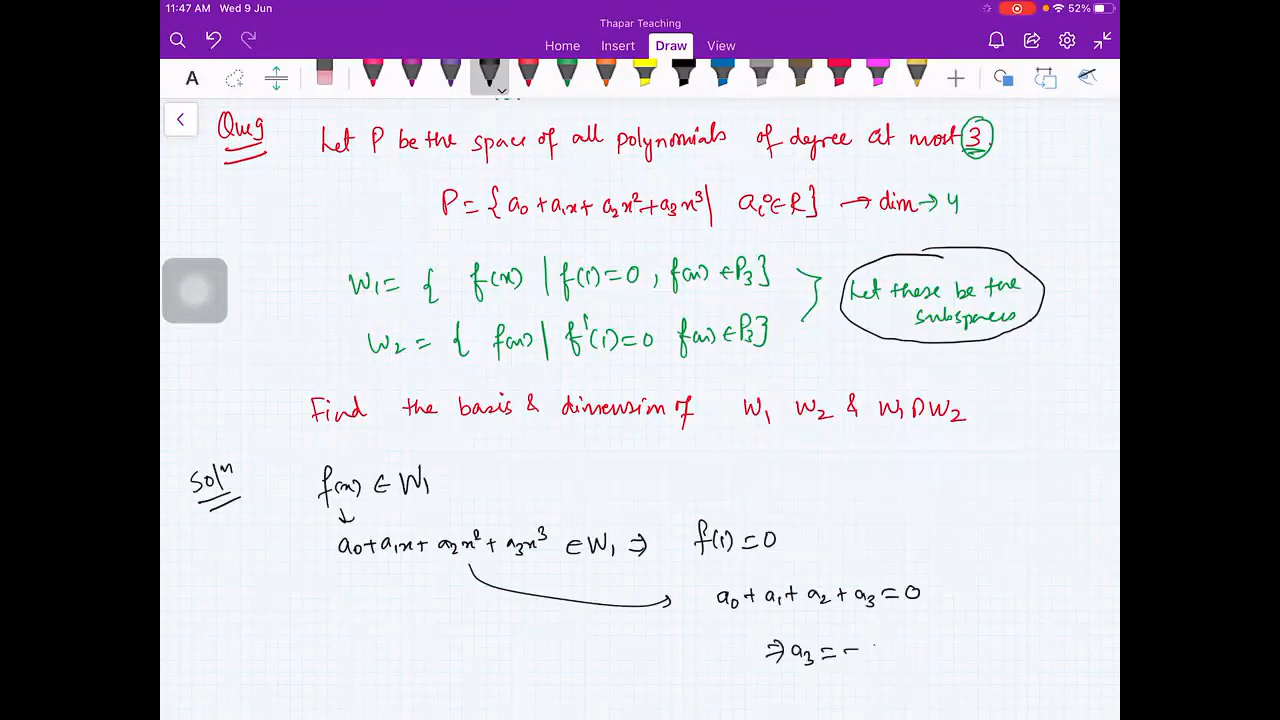 11:47 AM Wed 9 Jun
52%
Thapar Teaching
Home Insert Draw View
A
Ques Let P be the space of all polynomials of degree at most 3.
P = { a₀ + a₁x + a₂x² + a₃x³ | aᵢ ∈ R } → dim → 4
W₁ = { f(x) | f(1) = 0 , f(x) ∈ P₃ }
W₂ = { f(x) | f'(1) = 0 f(x) ∈ P₃ }
Let these be the
subspaces
Find the basis & dimension of W₁ W₂ & W₁ ∩ W₂
Solⁿ f(x) ∈ W₁
↓
a₀ + a₁x + a₂x² + a₃x³ ∈ W₁ ⇒ f(1) = 0
a₀ + a₁ + a₂ + a₃ = 0
⇒ a₃ = -